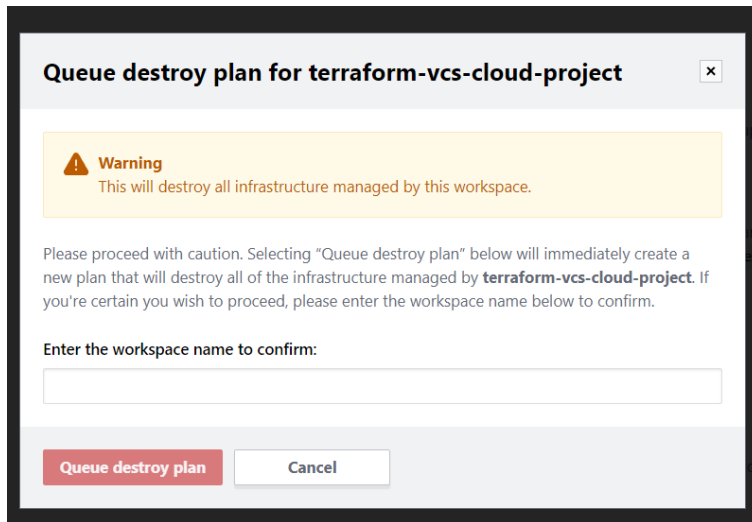 Queue destroy plan for terraform-vcs-cloud-project
Warning
This will destroy all infrastructure managed by this workspace.
Please proceed with caution. Selecting “Queue destroy plan” below will immediately create a
new plan that will destroy all of the infrastructure managed by terraform-vcs-cloud-project. If
you're certain you wish to proceed, please enter the workspace name below to confirm.
Enter the workspace name to confirm:
Queue destroy plan
Cancel